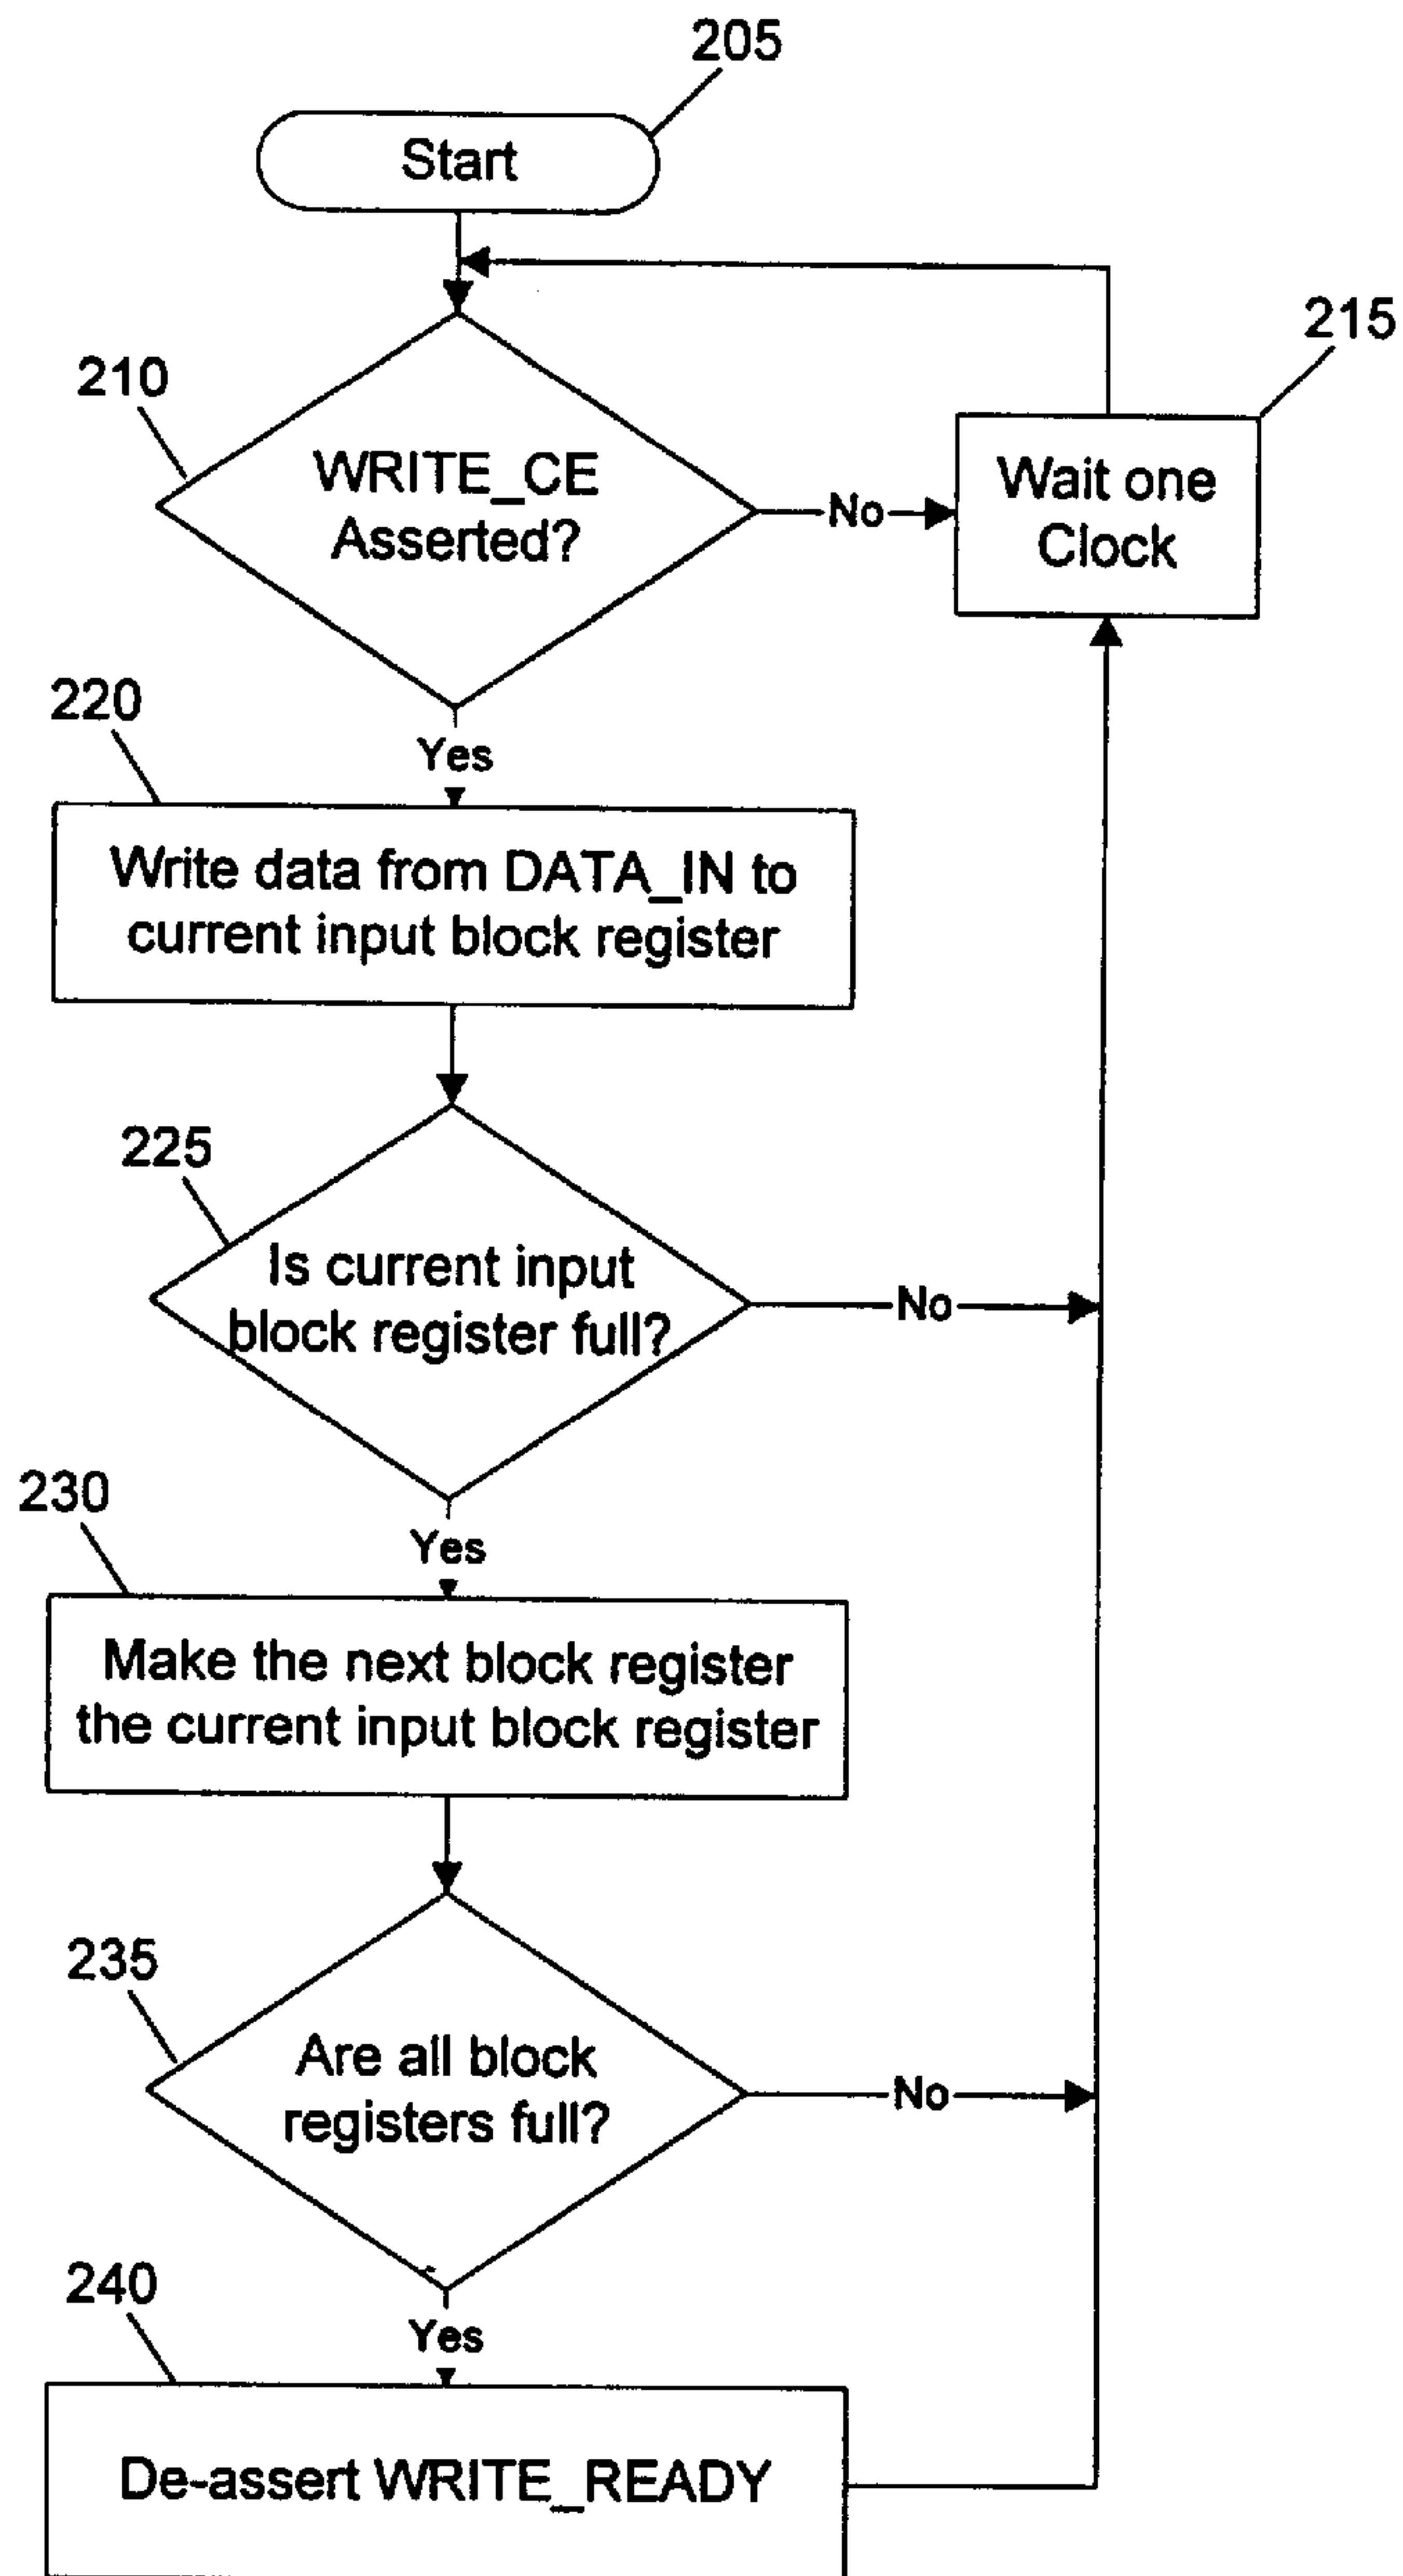 205
Start
215
210
WRITE_CE
Asserted?
No
Wait one
Clock
220
Yes
Write data from DATA_IN to
current input block register
225
Is current input
block register full?
No
230
Yes
Make the next block register
the current input block register
235
Are all block
registers full?
No
240
Yes
De-assert WRITE_READY